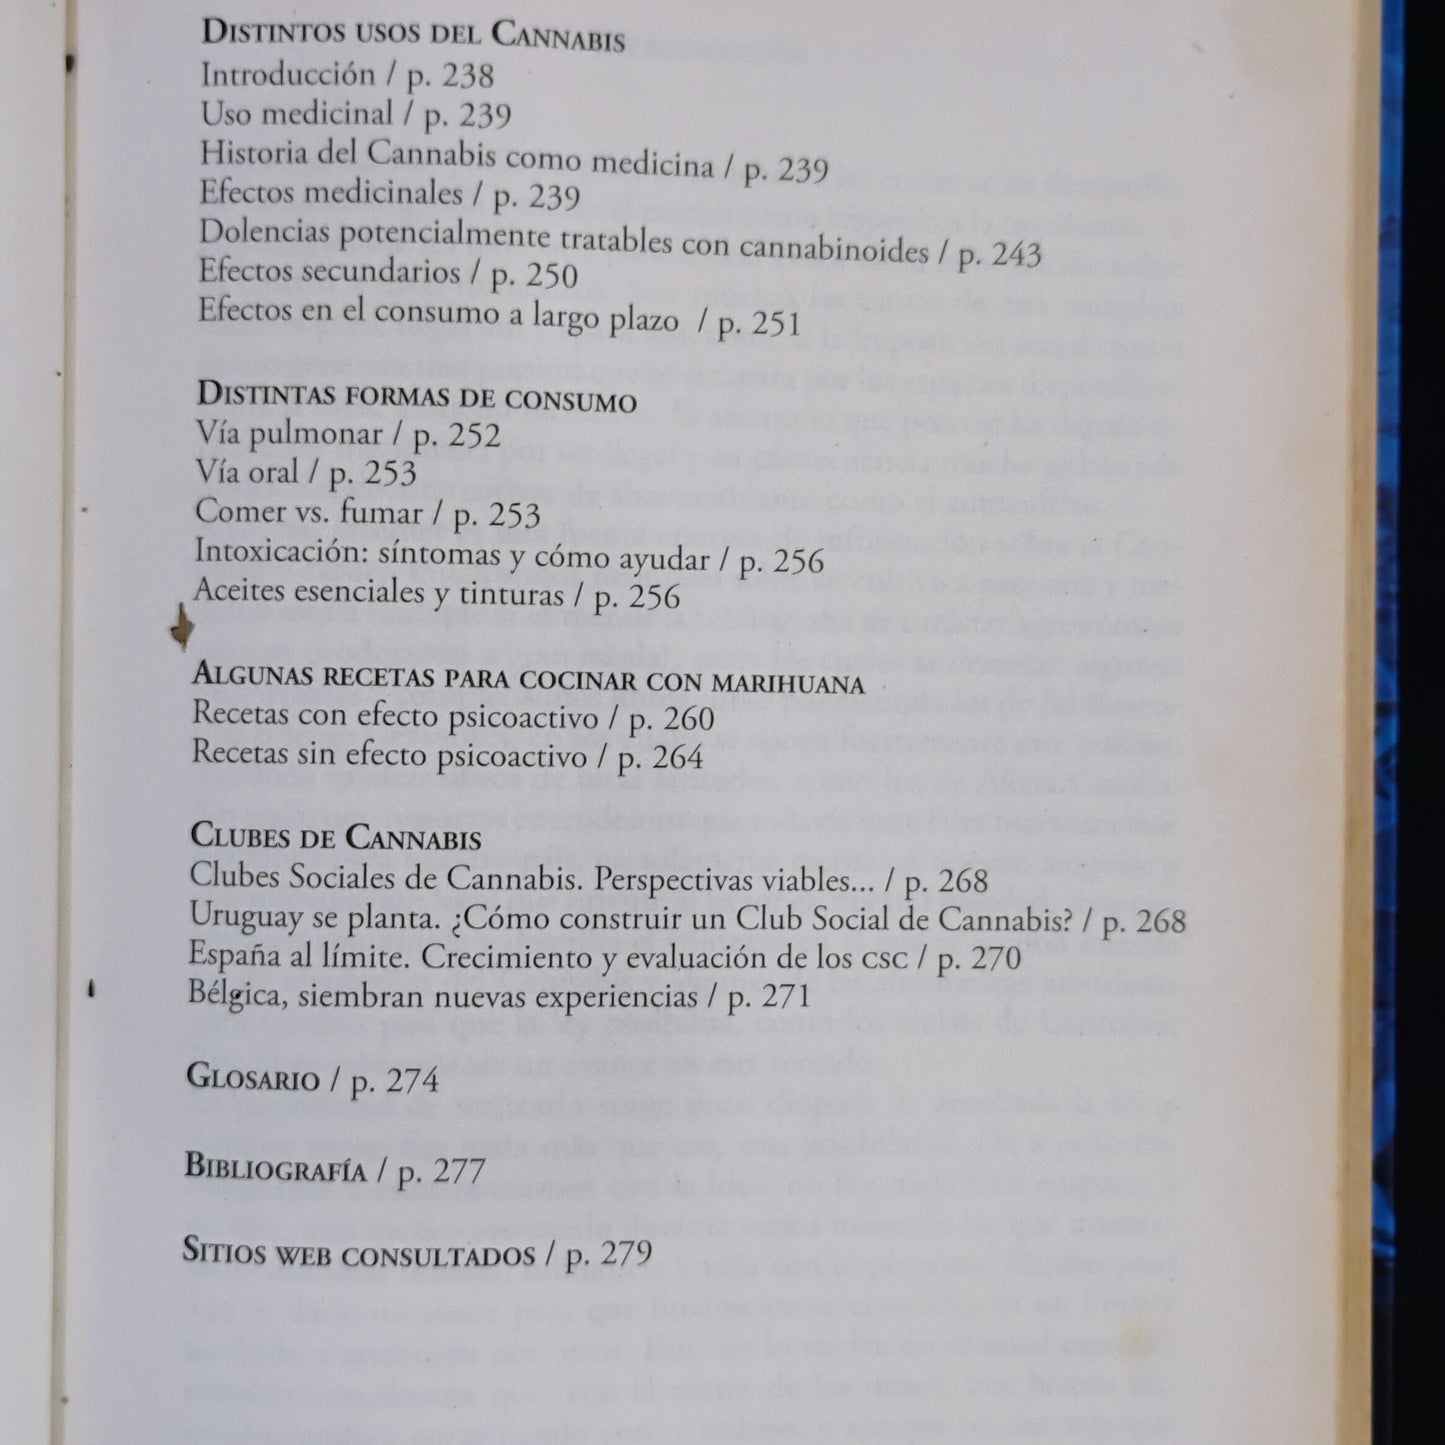 DISTINTOS USOS DEL CANNABIS
Introducción / p. 238
Uso medicinal / p. 239
Historia del Cannabis como medicina / p. 239
Efectos medicinales / p. 239
Dolencias potencialmente tratables con cannabinoides / p. 243
Efectos secundarios / p. 250
Efectos en el consumo a largo plazo / p. 251
DISTINTAS FORMAS DE CONSUMO
Vía pulmonar / p. 252
Vía oral / p. 253
Comer vs. fumar / p. 253
Intoxicación: síntomas y cómo ayudar / p. 256
Aceites esenciales y tinturas / p. 256
ALGUNAS RECETAS PARA COCINAR CON MARIHUANA
Recetas con efecto psicoactivo / p. 260
Recetas sin efecto psicoactivo / p. 264
CLUBES DE CANNABIS
Clubes Sociales de Cannabis. Perspectivas viables... / p. 268
Uruguay se planta. ¿Cómo construir un Club Social de Cannabis? / p. 268
España al límite. Crecimiento y evaluación de los CSC / p. 270
Bélgica, siembran nuevas experiencias / p. 271
GLOSARIO / p. 274
BIBLIOGRAFÍA / p. 277
SITIOS WEB CONSULTADOS / p. 279